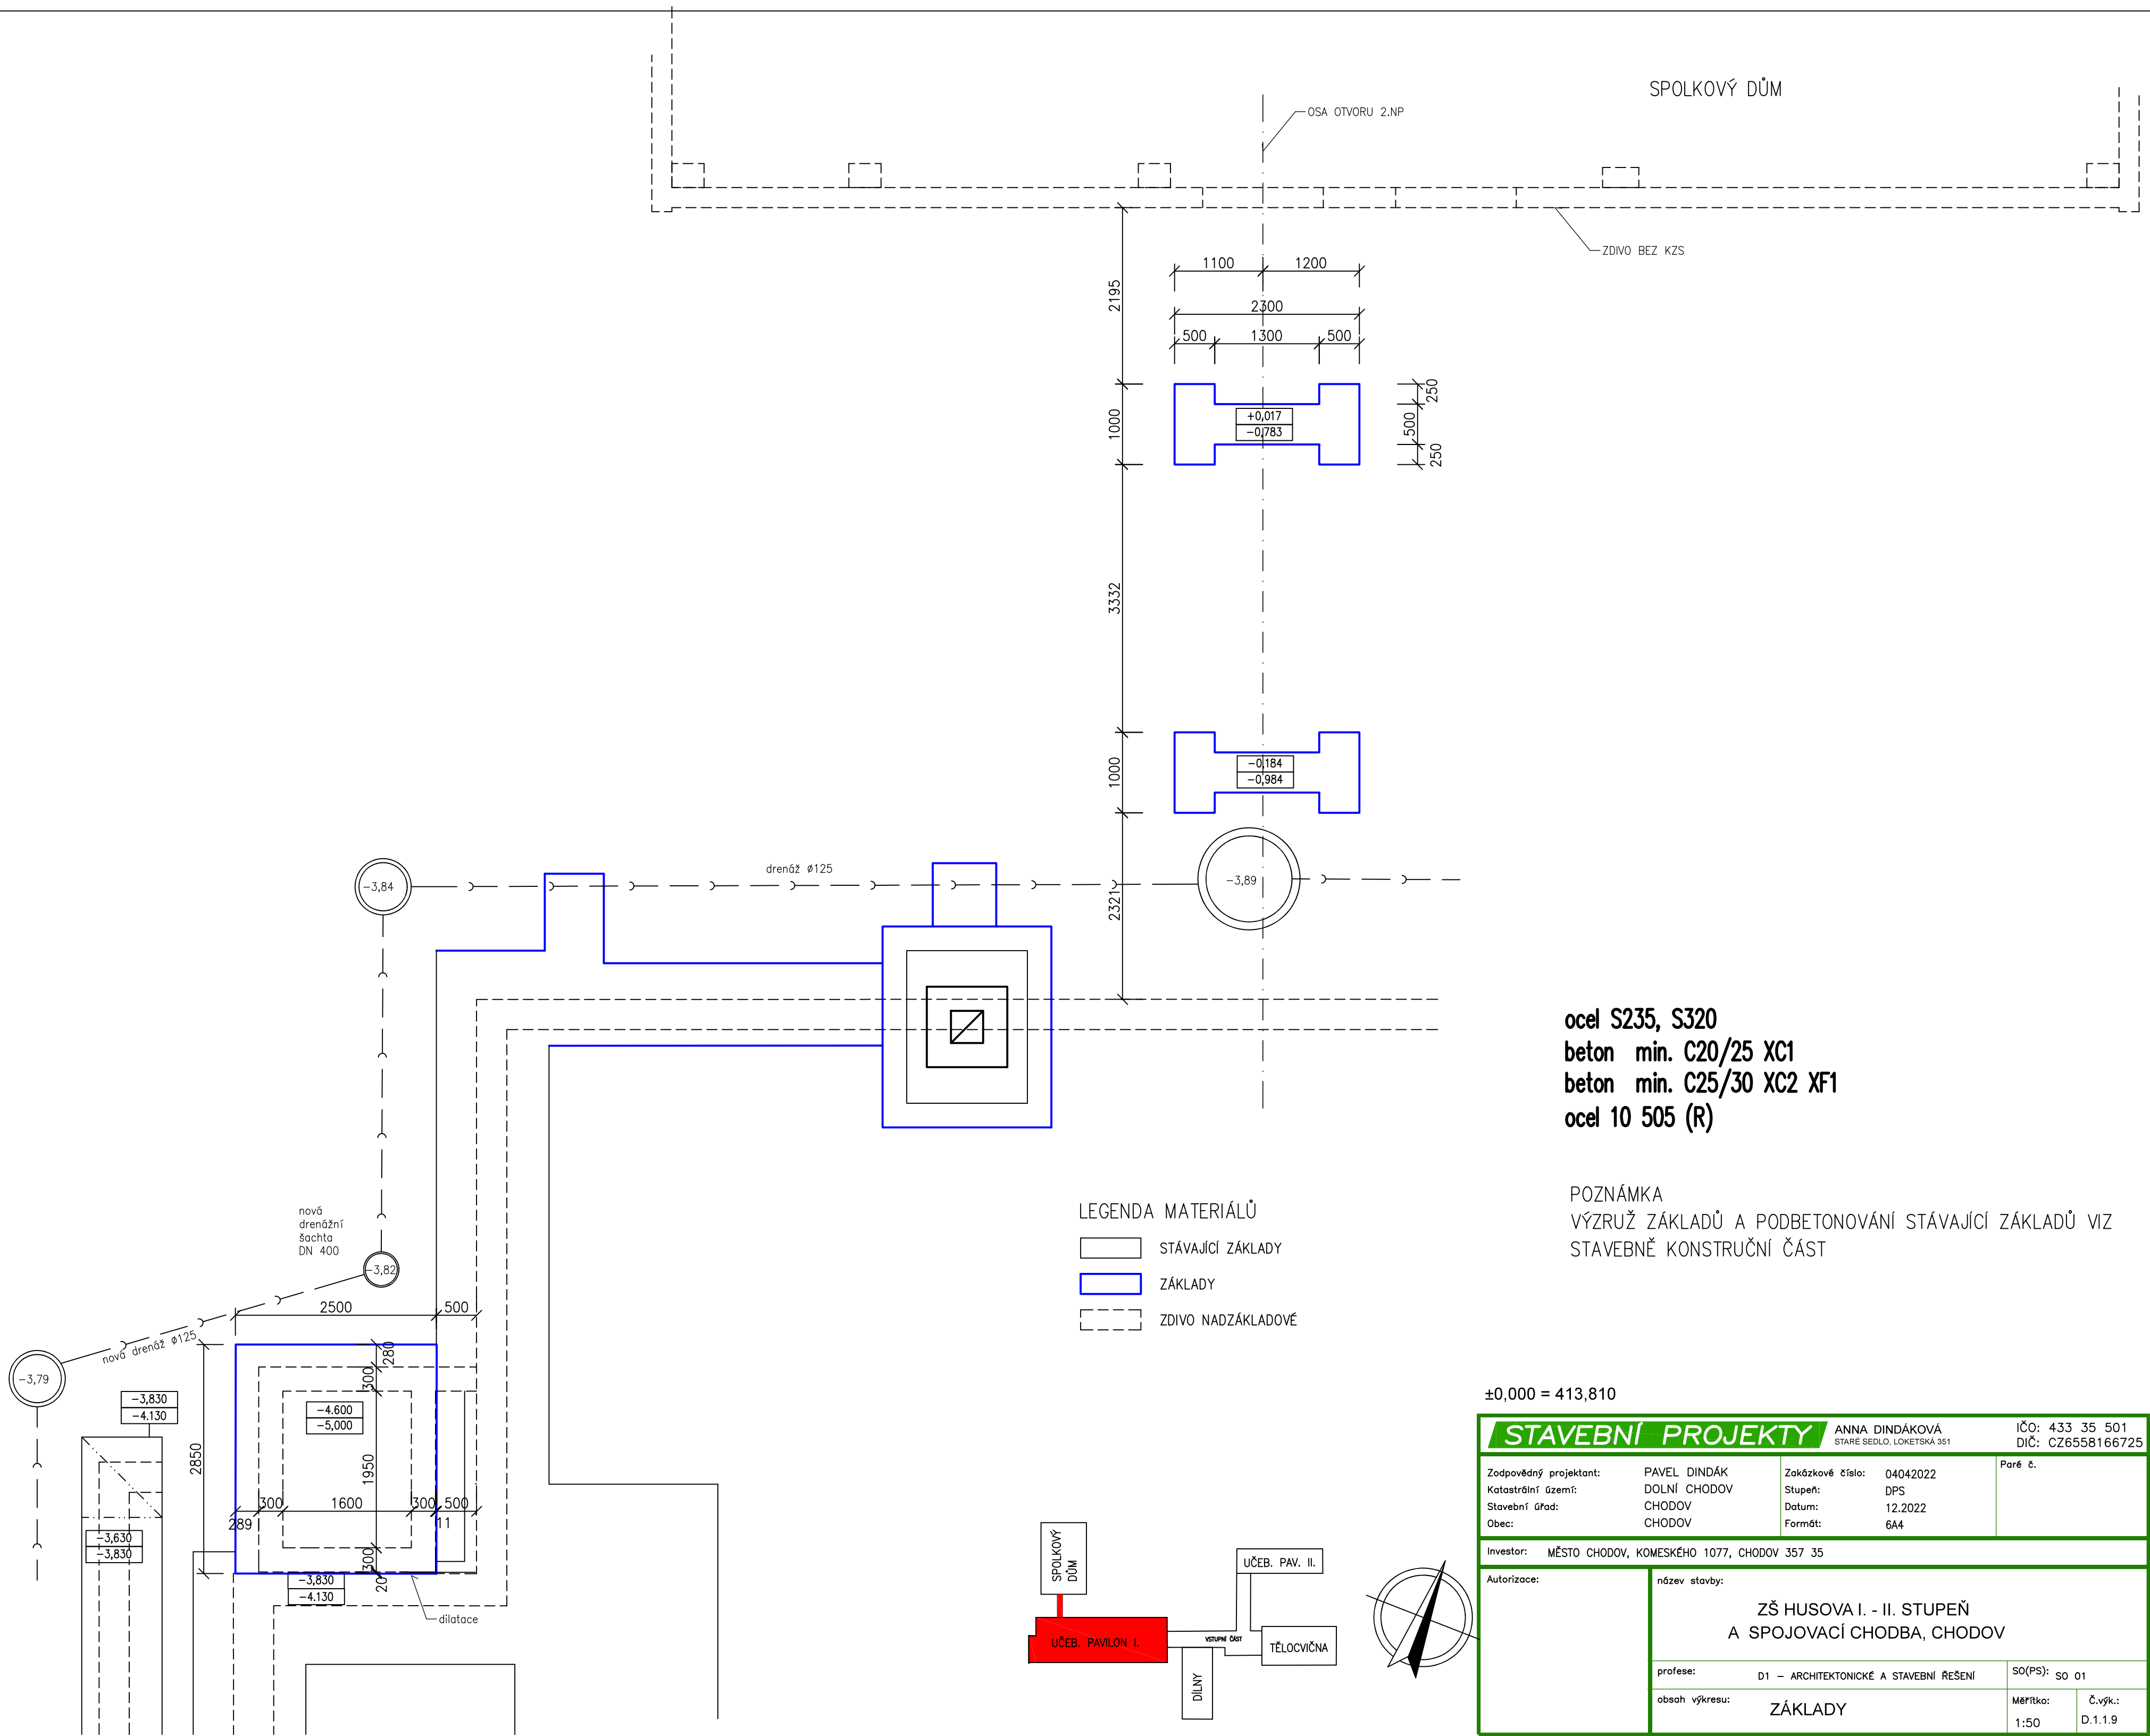 SPOLKOVÝ DŮM
OSA OTVORU 2.NP
ZDIVO BEZ KZS
1100
1200
2300
500
1300
500
2195
1000
3332
1000
2321
250
500
250
+0,017
−0,783
−0,184
−0,984
drenáž ø125
−3,84
−3,89
−3,82
−3,79
nová
drenážní
šachta
DN 400
nová drenáž ø125
2500
500
280
300
−4.600
−5,000
2850
1950
300
1600
300
500
289
11
300
20
−3,830
−4.130
−3,630
−3,830
−3,830
−4.130
dilatace
ocel S235, S320
beton min. C20/25 XC1
beton min. C25/30 XC2 XF1
ocel 10 505 (R)
POZNÁMKA
VÝZRUŽ ZÁKLADŮ A PODBETONOVÁNÍ STÁVAJÍCÍ ZÁKLADŮ VIZ
STAVEBNĚ KONSTRUČNÍ ČÁST
LEGENDA MATERIÁLŮ
STÁVAJÍCÍ ZÁKLADY
ZÁKLADY
ZDIVO NADZÁKLADOVÉ
SPOLKOVÝ
DŮM
UČEB. PAVILON I.
UČEB. PAV. II.
VSTUPNÍ ČÁST
TĚLOCVIČNA
DÍLNY
±0,000 = 413,810
STAVEBNÍ PROJEKTY
ANNA DINDÁKOVÁ
STARÉ SEDLO, LOKETSKÁ 351
IČO: 433 35 501
DIČ: CZ6558166725
Zodpovědný projektant: PAVEL DINDÁK
Katastrální území: DOLNÍ CHODOV
Stavební úřad: CHODOV
Obec: CHODOV
Zakázkové číslo: 04042022
Stupeň: DPS
Datum: 12.2022
Formát: 6A4
Paré č.
Investor: MĚSTO CHODOV, KOMESKÉHO 1077, CHODOV 357 35
Autorizace:
název stavby:
ZŠ HUSOVA I. - II. STUPEŇ
A SPOJOVACÍ CHODBA, CHODOV
profese: D1 − ARCHITEKTONICKÉ A STAVEBNÍ ŘEŠENÍ
SO(PS): SO 01
obsah výkresu: ZÁKLADY
Měřítko:
1:50
Č.výk.:
D.1.1.9